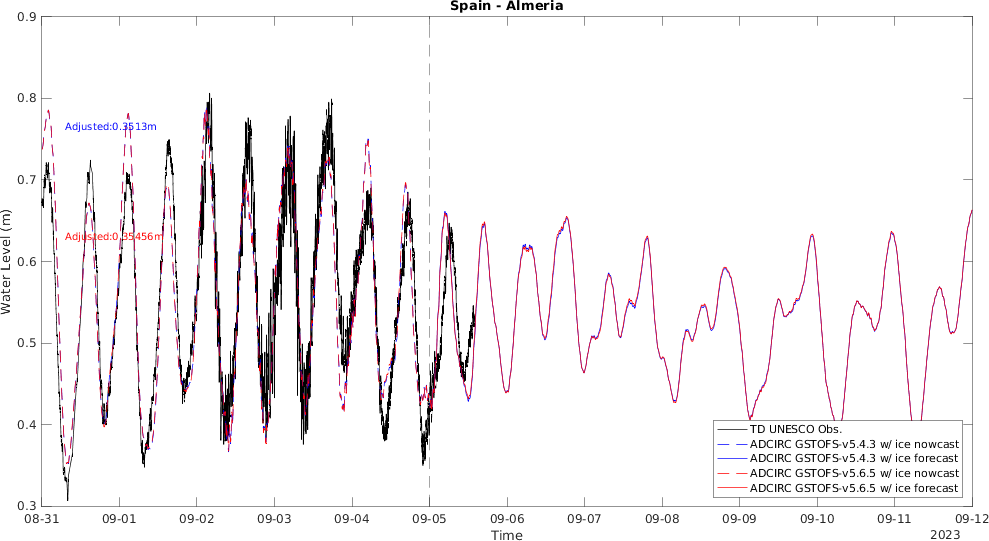 Spain - Almeria
0.9
0.8
0.7
0.6
0.5
0.4
0.3
Water Level (m)
Adjusted:0.3513m
Adjusted:0.35456m
TD UNESCO Obs.
ADCIRC GSTOFS-v5.4.3 w/ ice nowcast
ADCIRC GSTOFS-v5.4.3 w/ ice forecast
ADCIRC GSTOFS-v5.6.5 w/ ice nowcast
ADCIRC GSTOFS-v5.6.5 w/ ice forecast
08-31 09-01 09-02 09-03 09-04 09-05 09-06 09-07 09-08 09-09 09-10 09-11 09-12
Time
2023